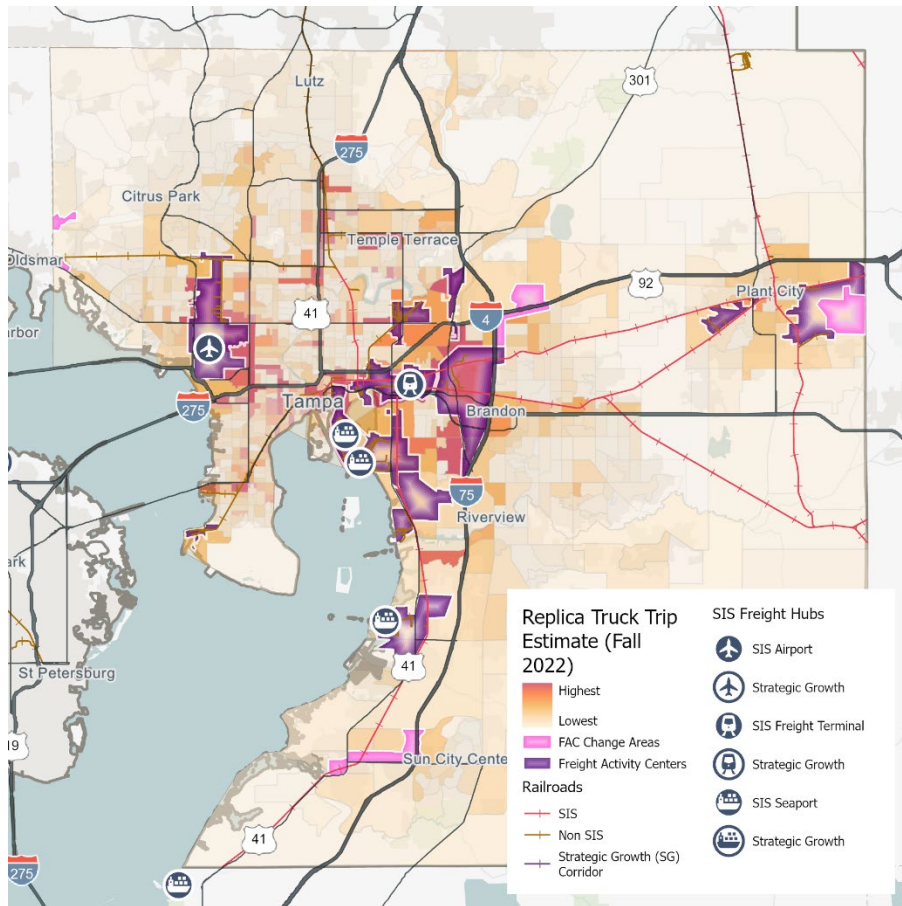 Lutz
301
275
Citrus Park
Temple Terrace
Oldsmar
92
41
Plant City
arbor
4
275
Tampa
Brandon
75
Riverview
ark
41
St Petersburg
19
Sun City Cente
41
275
Replica Truck Trip
Estimate (Fall
2022)
Highest
Lowest
FAC Change Areas
Freight Activity Centers
Railroads
SIS
Non SIS
Strategic Growth (SG)
Corridor
SIS Freight Hubs
SIS Airport
Strategic Growth
SIS Freight Terminal
Strategic Growth
SIS Seaport
Strategic Growth